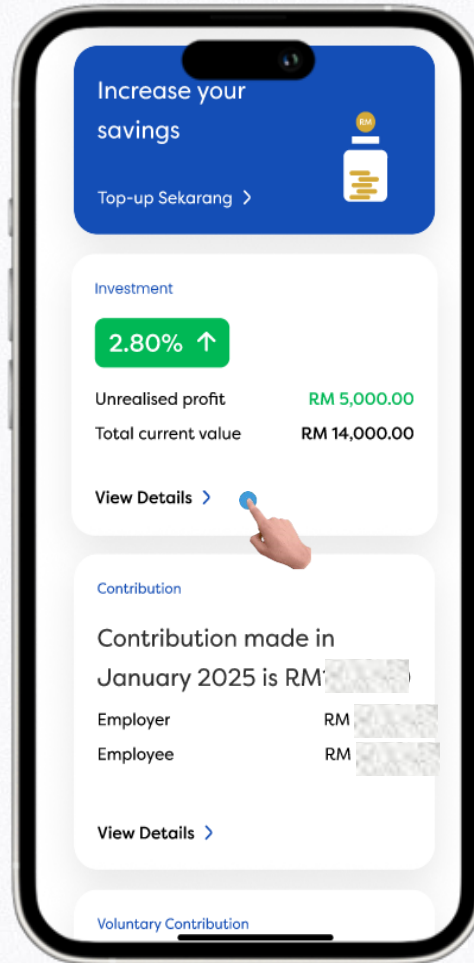 Increase your
savings
RM
Top-up Sekarang
Investment
2.80%
Unrealised profit RM 5,000.00
Total current value RM 14,000.00
View Details
Contribution
Contribution made in
January 2025 is RM
Employer RM
Employee RM
View Details
Voluntary Contribution